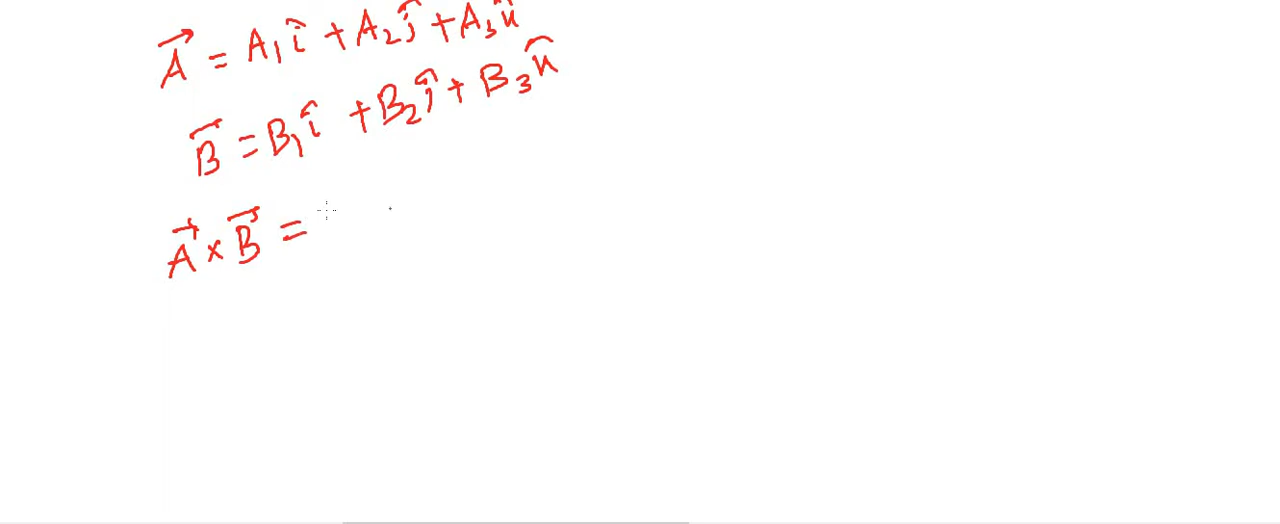 A⃗ = A₁î + A₂ĵ + A₃k̂
B⃗ = B₁î + B₂ĵ + B₃k̂
A⃗ × B⃗ =